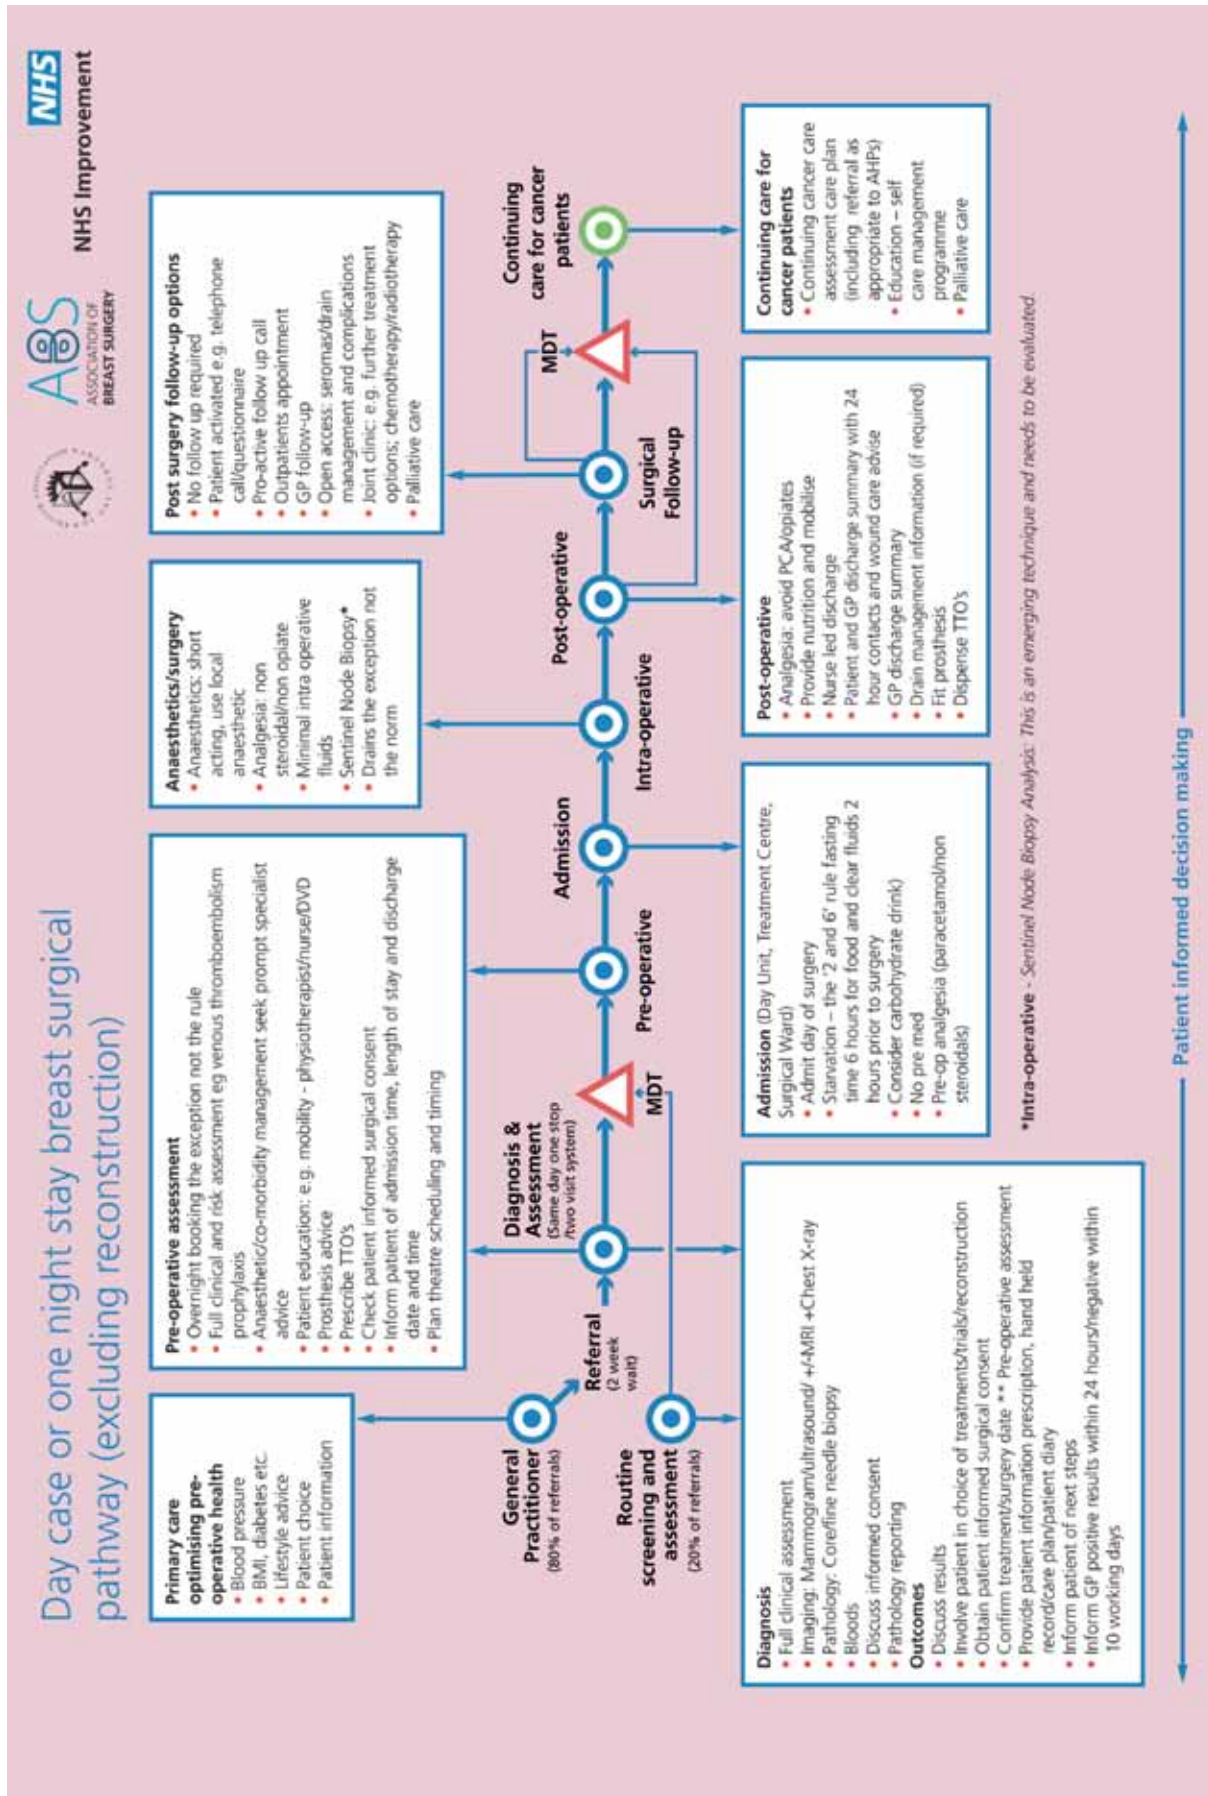 Day case or one night stay breast surgical
pathway (excluding reconstruction)
ABS
ASSOCIATION OF
BREAST SURGERY
NHS
NHS Improvement
Primary care
optimising pre-
operative health
• Blood pressure
• BMI, diabetes etc.
• Lifestyle advice
• Patient choice
• Patient information
Pre-operative assessment
• Overnight booking the exception not the rule
• Full clinical and risk assessment eg venous thromboembolism
prophylaxis
• Anaesthetic/co-morbidity management seek prompt specialist
advice
• Patient education: e.g. mobility - physiotherapist/nurse/DVD
• Prosthesis advice
• Prescribe TTO's
• Check patient informed surgical consent
• Inform patient of admission time, length of stay and discharge
date and time
• Plan theatre scheduling and timing
Anaesthetics/surgery
• Anaesthetics: short
acting, use local
anaesthetic
• Analgesia: non
steroidal/non opiate
• Minimal intra operative
fluids
• Sentinel Node Biopsy*
• Drains the exception not
the norm
Post surgery follow-up options
• No follow up required
• Patient activated e.g. telephone
call/questionnaire
• Pro-active follow up call
• Outpatients appointment
• GP follow-up
• Open access: seromas/drain
management and complications
• Joint clinic: e.g. further treatment
options; chemotherapy/radiotherapy
• Palliative care
General
Practitioner
(80% of referrals)
Referral
(2 week
wait)
Routine
screening and
assessment
(20% of referrals)
Diagnosis &
Assessment
(Same day one stop
/two visit system)
MDT
Pre-operative
Admission
Intra-operative
Post-operative
Surgical
Follow-up
MDT
Continuing
care for cancer
patients
Diagnosis
• Full clinical assessment
• Imaging: Mammogram/ultrasound/ +/-MRI +Chest X-ray
• Pathology: Core/fine needle biopsy
• Bloods
• Discuss informed consent
• Pathology reporting
Outcomes
• Discuss results
• Involve patient in choice of treatments/trials/reconstruction
• Obtain patient informed surgical consent
• Confirm treatment/surgery date ** Pre-operative assessment
• Provide patient information prescription, hand held
record/care plan/patient diary
• Inform patient of next steps
• Inform GP positive results within 24 hours/negative within
10 working days
Admission (Day Unit, Treatment Centre,
Surgical Ward)
• Admit day of surgery
• Starvation – the '2 and 6' rule fasting
time 6 hours for food and clear fluids 2
hours prior to surgery
• Consider carbohydrate drink)
• No pre med
• Pre-op analgesia (paracetamol/non
steroidals)
Post-operative
• Analgesia: avoid PCA/opiates
• Provide nutrition and mobilise
• Nurse led discharge
• Patient and GP discharge summary with 24
hour contacts and wound care advise
• GP discharge summary
• Drain management information (if required)
• Fit prosthesis
• Dispense TTO's
Continuing care for
cancer patients
• Continuing cancer care
assessment care plan
(including referral as
appropriate to AHPs)
• Education – self
care management
programme
• Palliative care
*Intra-operative - Sentinel Node Biopsy Analysis: This is an emerging technique and needs to be evaluated.
Patient informed decision making